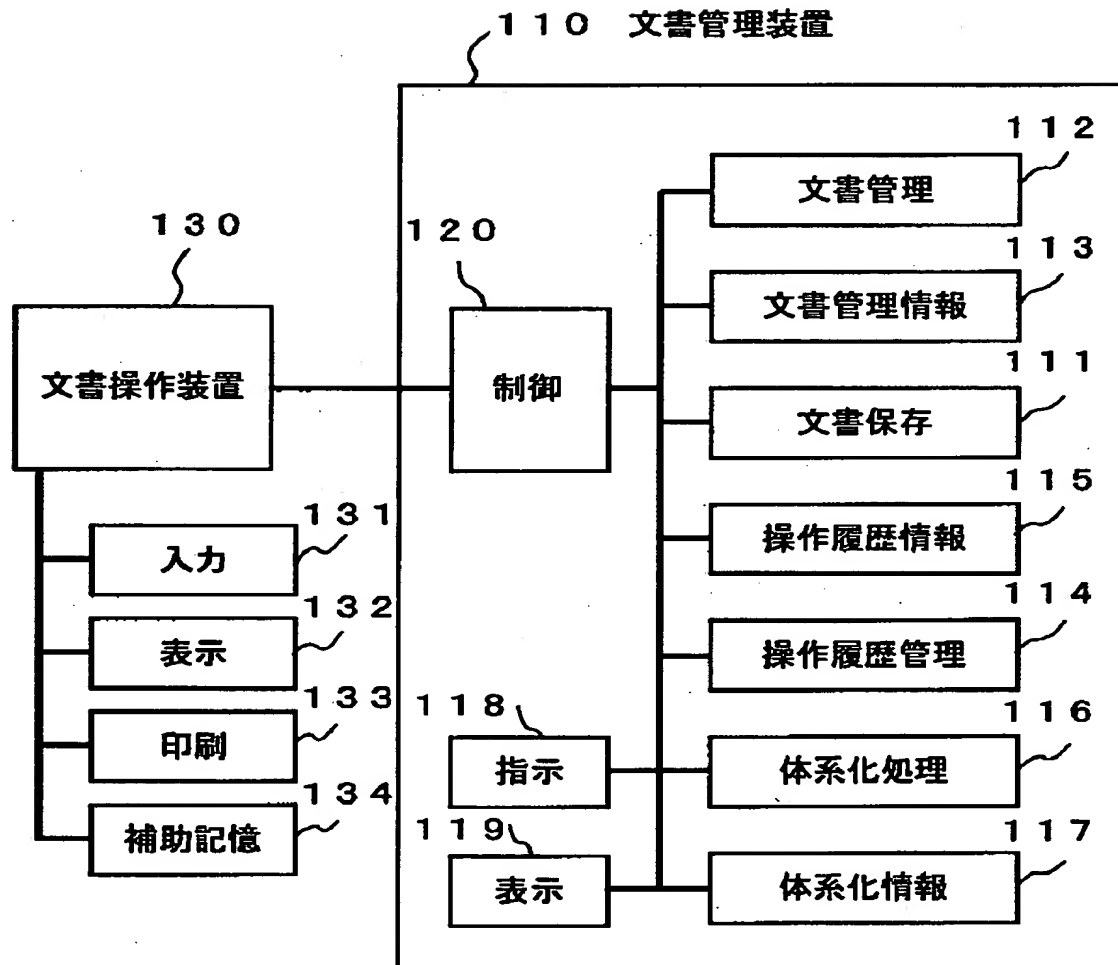 110 文書管理装置
112
文書管理
130
120
113
文書管理情報
文書操作装置
制御
111
文書保存
115
操作履歴情報
131
入力
114
操作履歴管理
132
表示
118
指示
116
体系化処理
133
印刷
119
表示
117
体系化情報
134
補助記憶